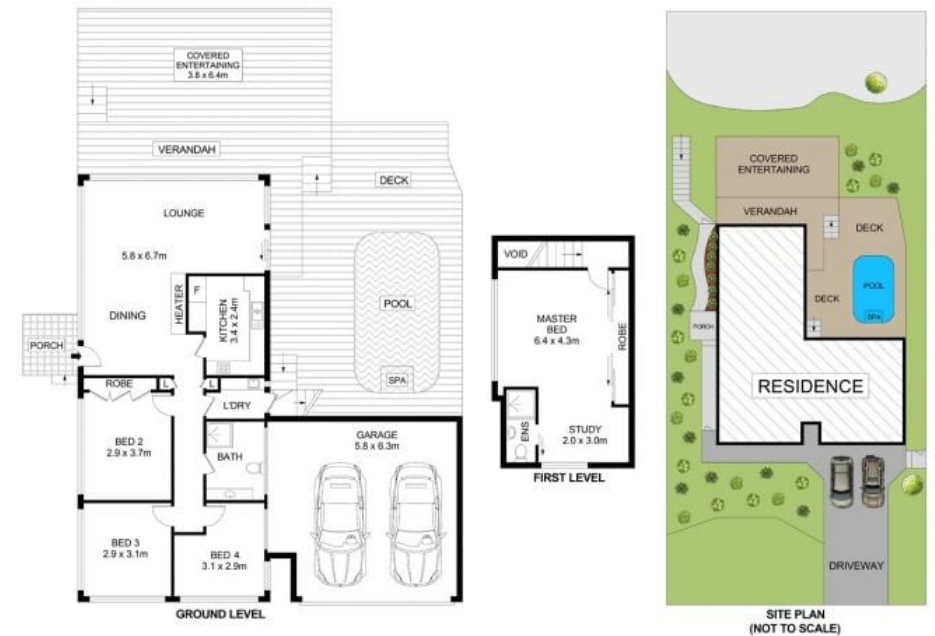 COVERED
ENTERTAINING
3.8 x 6.4m
VERANDAH
DECK
LOUNGE
5.8 x 6.7m
HEATER
F
KITCHEN
3.4 x 2.4m
DINING
POOL
PORCH
SPA
ROBE
L
L
L'DRY
BED 2
2.9 x 3.7m
BATH
GARAGE
5.8 x 6.3m
BED 3
2.9 x 3.1m
BED 4
3.1 x 2.9m
GROUND LEVEL
VOID
MASTER
BED
6.4 x 4.3m
ROBE
ENS
STUDY
2.0 x 3.0m
FIRST LEVEL
COVERED
ENTERTAINING
VERANDAH
DECK
POOL
DECK
SPA
PORCH
RESIDENCE
DRIVEWAY
SITE PLAN
(NOT TO SCALE)